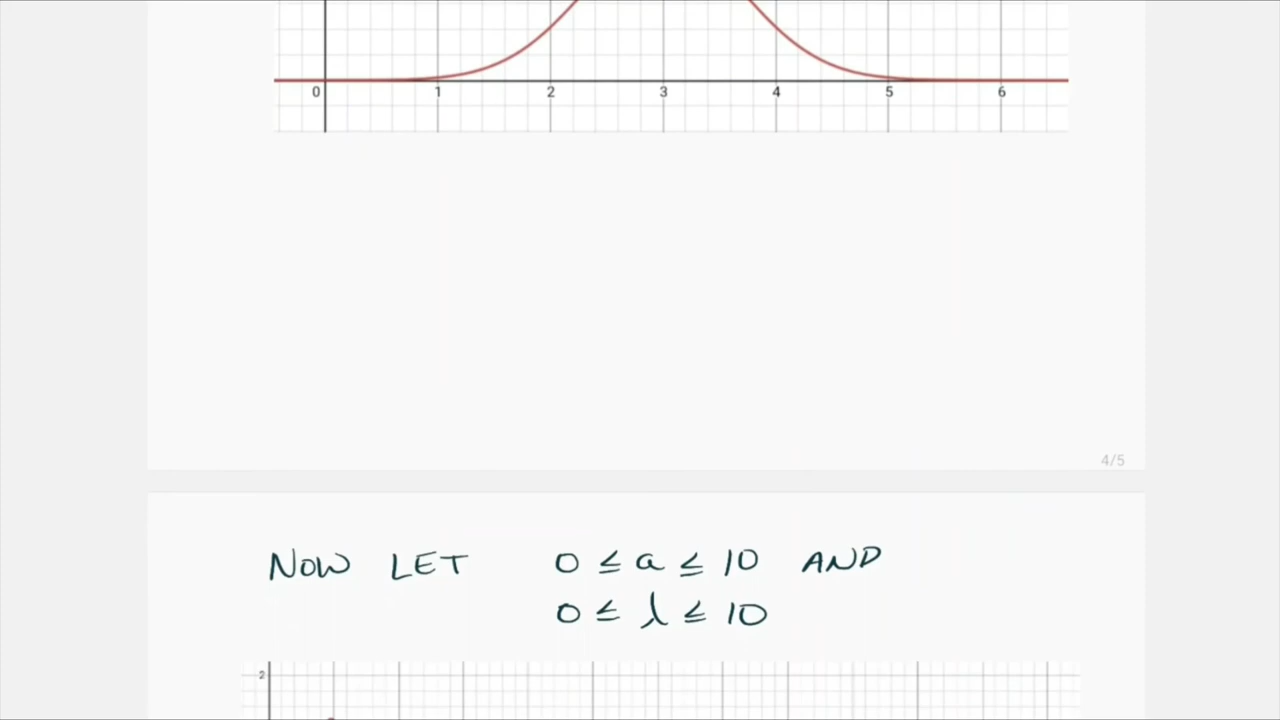 0 1 2 3 4 5 6
4/5
NOW LET 0 ≤ a ≤ 10 AND
0 ≤ λ ≤ 10
2